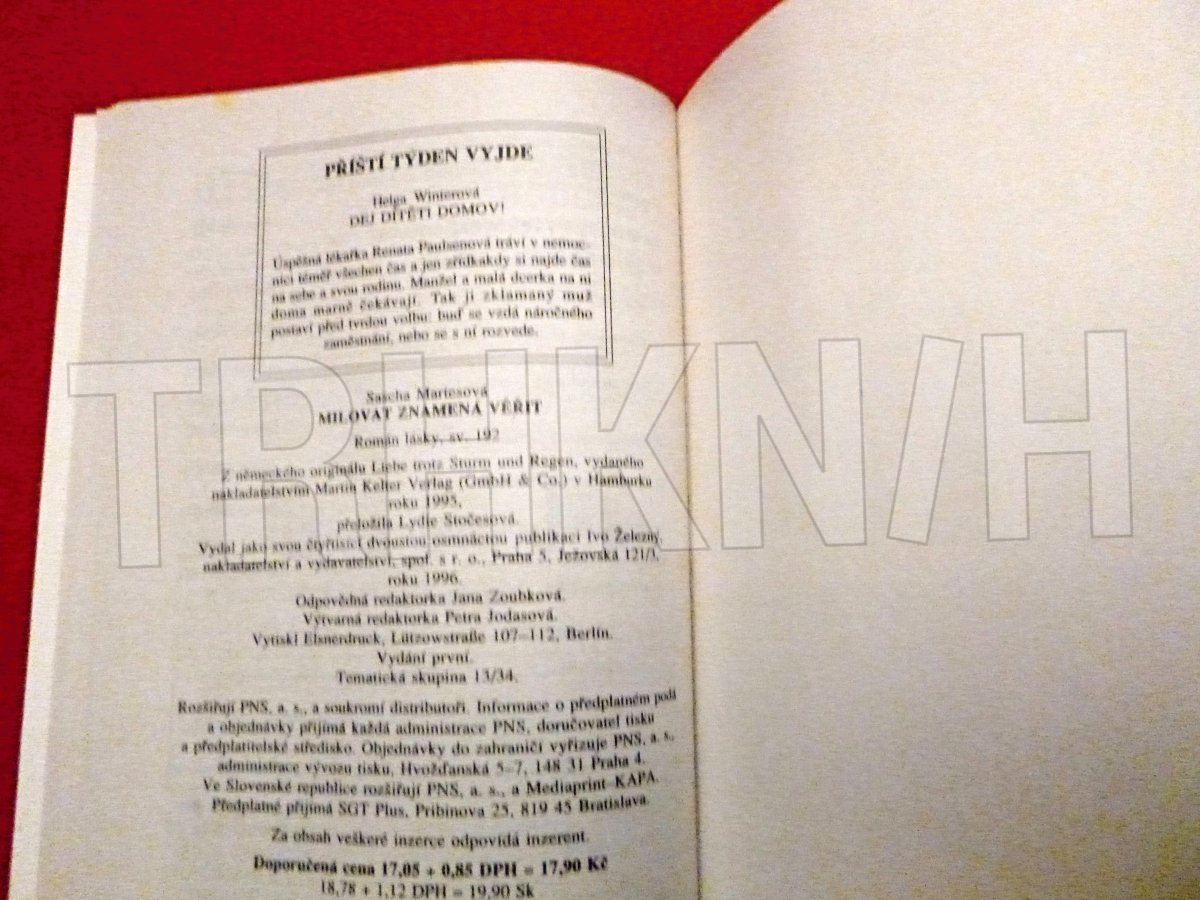 PŘÍŠTÍ TÝDEN VYJDE
Helga Winterová
DEJ DÍTĚTI DOMOV!
Úspěšná lékařka Renata Paulsenová tráví v nemoc-
nici téměř všechen čas a jen zřídkakdy si najde čas
na sebe a svou rodinu. Manžel a malá dcerka na ni
doma marně čekávají. Tak ji zklamaný muž
postaví před tvrdou volbu: buď se vzdá náročného
zaměstnání, nebo se s ní rozvede.
Sascha Martesová
MILOVAT ZNAMENÁ VĚŘIT
Román lásky, sv. 192
Z německého originálu Liebe trotz Sturm und Regen, vydaného
nakladatelstvím Martin Kelter Verlag (GmbH & Co.) v Hamburku
roku 1995,
přeložila Lydie Stočesová.
Vydal jako svou čtyřtisící dvoustou osmnáctou publikaci Ivo Železný,
nakladatelství a vydavatelství, spol. s r. o., Praha 5, Ježovská 121/3,
roku 1996.
Odpovědná redaktorka Jana Zoubková.
Výtvarná redaktorka Petra Jodasová.
Vytiskl Elsnerdruck, Lützowstraße 107–112, Berlín.
Vydání první.
Tematická skupina 13/34.
Rozšiřují PNS, a. s., a soukromí distributoři. Informace o předplatném podá
a objednávky přijímá každá administrace PNS, doručovatel tisku
a předplatitelské středisko. Objednávky do zahraničí vyřizuje PNS, a. s.,
administrace vývozu tisku, Hvožďanská 5–7, 148 31 Praha 4.
Ve Slovenské republice rozšiřují PNS, a. s., a Mediaprint–KAPA.
Předplatné přijímá SGT Plus, Pribinova 25, 819 45 Bratislava.
Za obsah veškeré inzerce odpovídá inzerent.
Doporučená cena 17,05 + 0,85 DPH = 17,90 Kč
18,78 + 1,12 DPH = 19,90 Sk
TRHKNIH